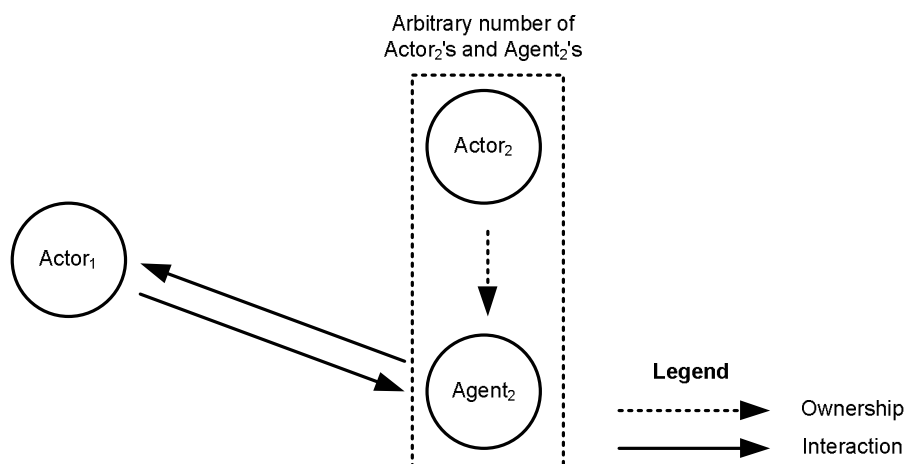 Arbitrary number of
Actor₂'s and Agent₂'s
Actor₂
Actor₁
Agent₂
Legend
Ownership
Interaction